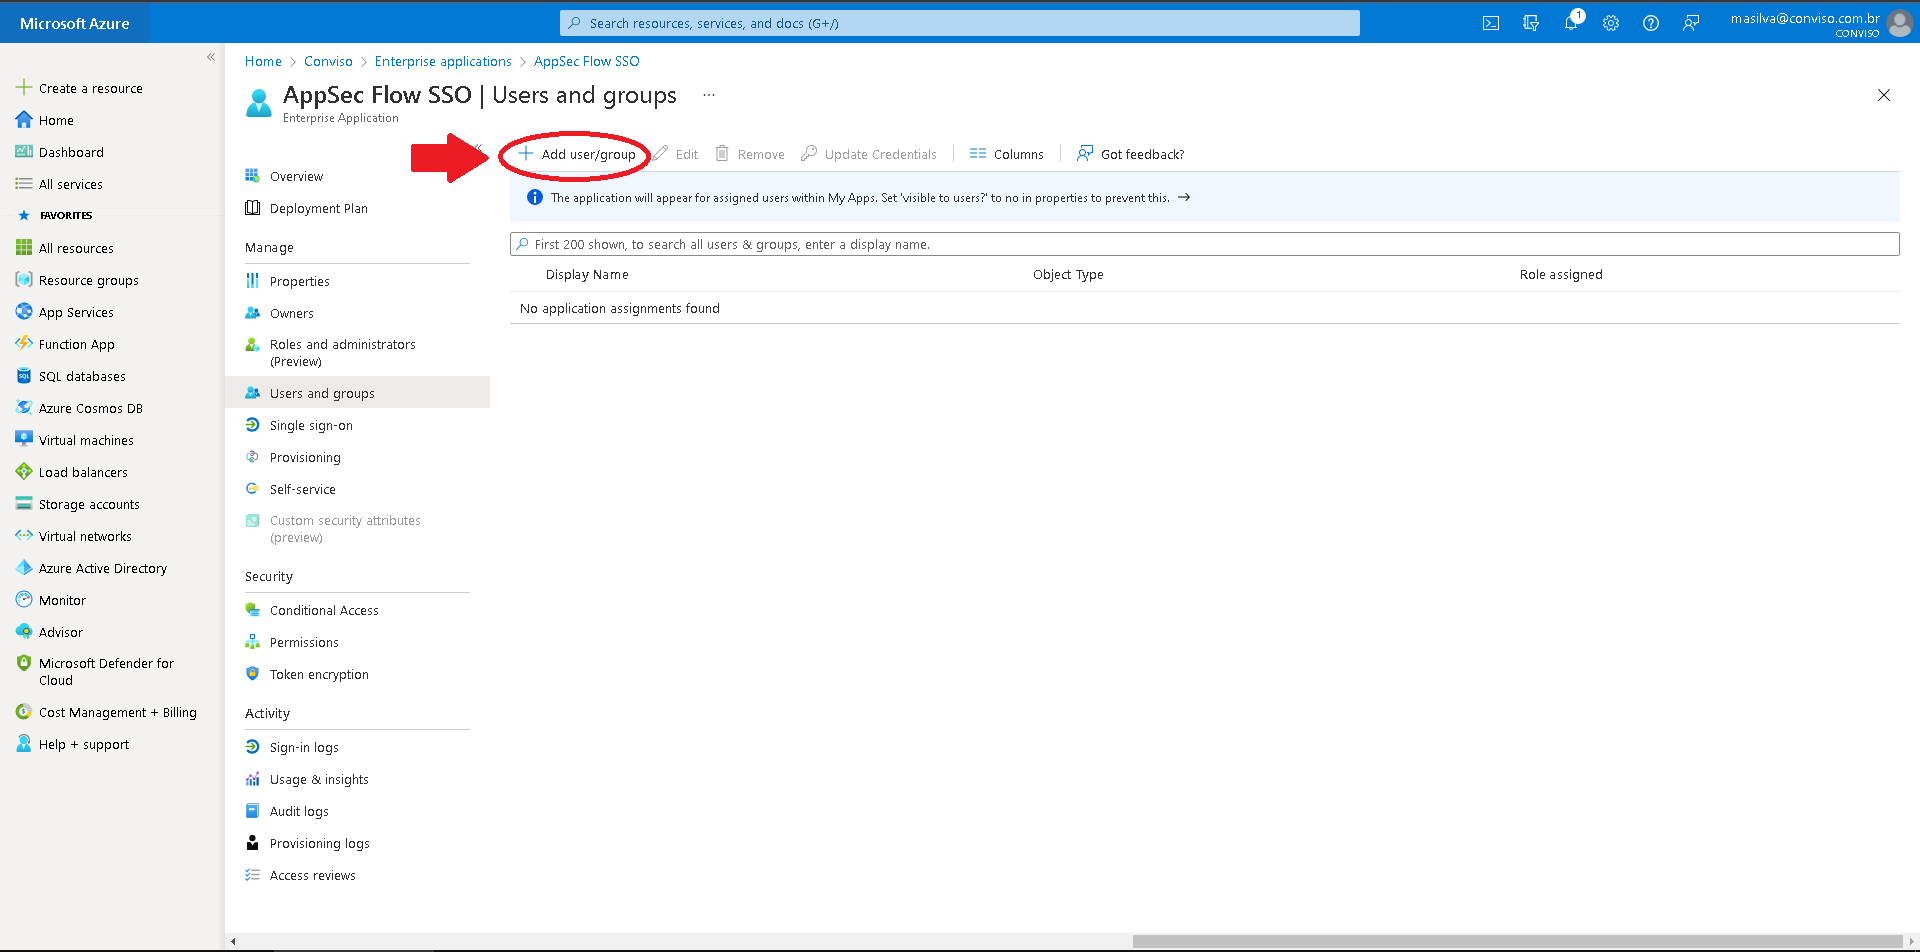 Microsoft Azure
Search resources, services, and docs (G+/)
1
masilva@conviso.com.br
CONVISO
Create a resource
Home
Dashboard
All services
FAVORITES
All resources
Resource groups
App Services
Function App
SQL databases
Azure Cosmos DB
Virtual machines
Load balancers
Storage accounts
Virtual networks
Azure Active Directory
Monitor
Advisor
Microsoft Defender for
Cloud
Cost Management + Billing
Help + support
Home > Conviso > Enterprise applications > AppSec Flow SSO
AppSec Flow SSO | Users and groups ...
Enterprise Application
Overview
Deployment Plan
Manage
Properties
Owners
Roles and administrators
(Preview)
Users and groups
Single sign-on
Provisioning
Self-service
Custom security attributes
(preview)
Security
Conditional Access
Permissions
Token encryption
Activity
Sign-in logs
Usage & insights
Audit logs
Provisioning logs
Access reviews
Add user/group Edit Remove Update Credentials Columns Got feedback?
The application will appear for assigned users within My Apps. Set 'visible to users?' to no in properties to prevent this. →
First 200 shown, to search all users & groups, enter a display name.
Display Name Object Type Role assigned
No application assignments found